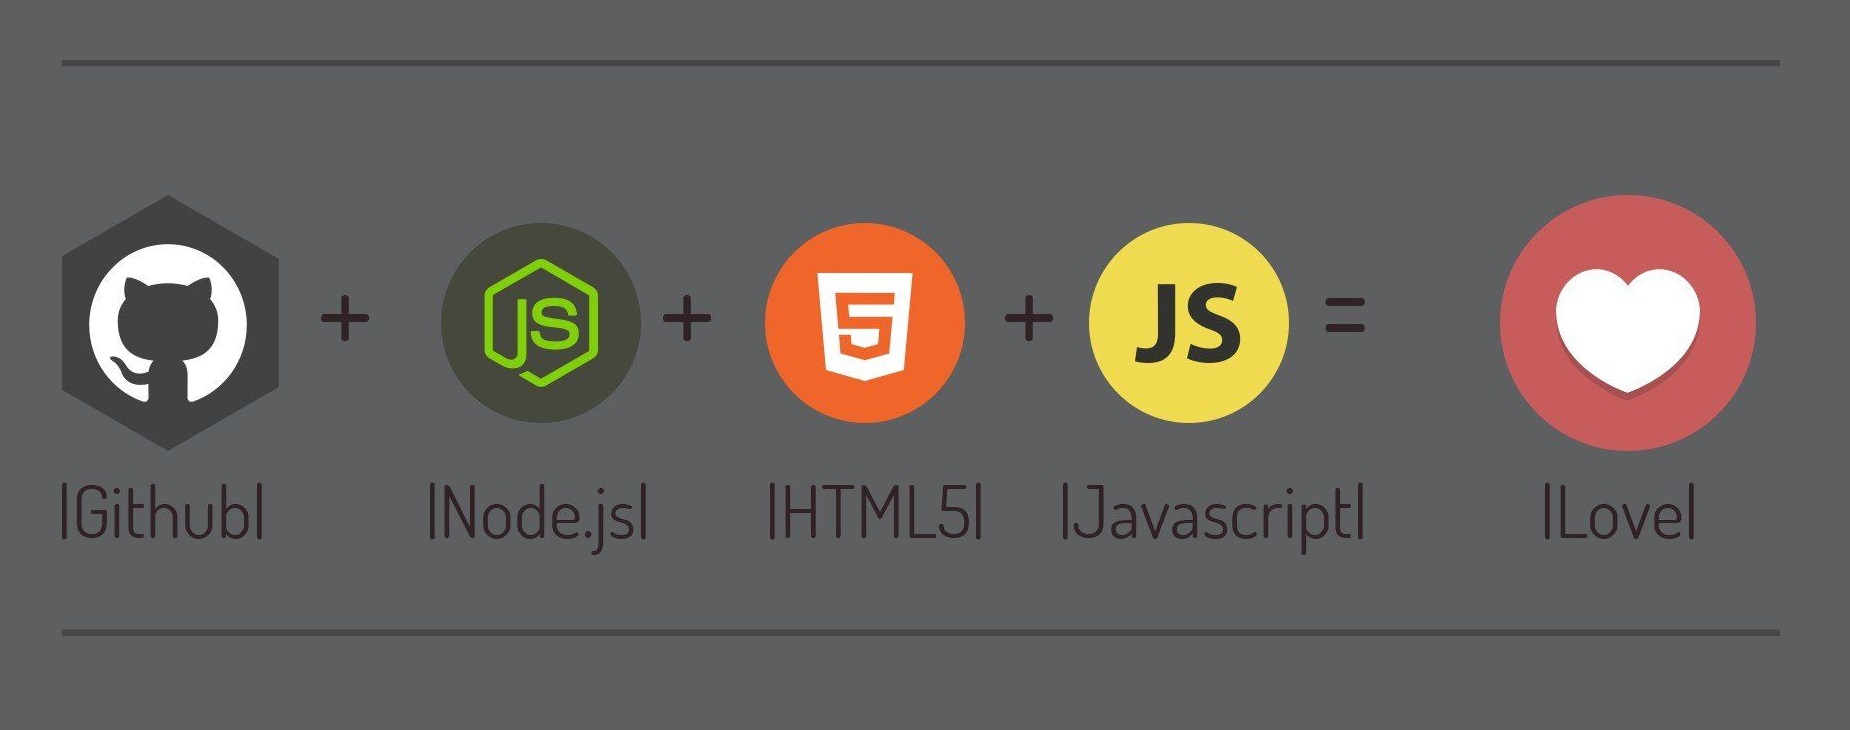 + JS + 5 + JS =
|Github| |Node.js| |HTML5| |Javascript| |Love|